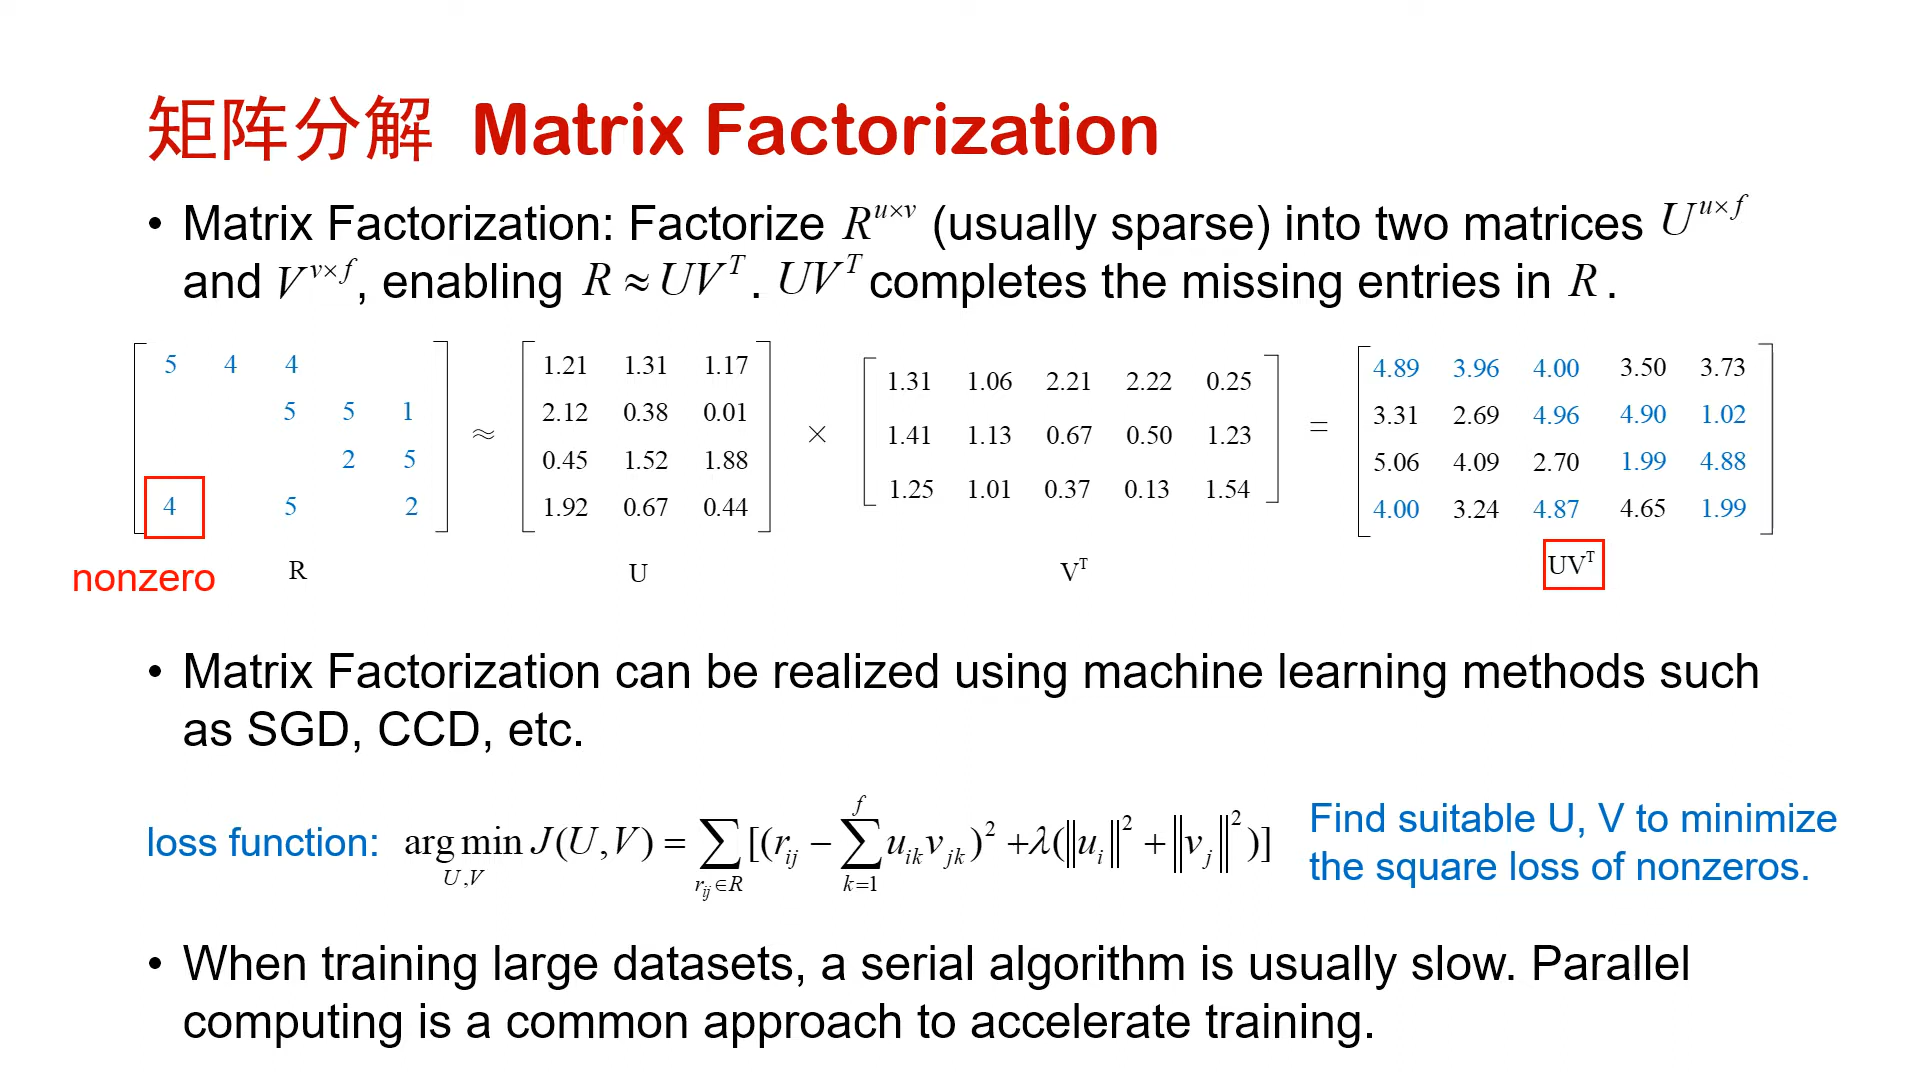 矩阵分解 Matrix Factorization
• Matrix Factorization: Factorize R^{u×v} (usually sparse) into two matrices U^{u×f}
and V^{v×f}, enabling R ≈ UV^T. UV^T completes the missing entries in R.
5 4 4
5 5 1
2 5
4 5 2
nonzero
R
≈
1.21 1.31 1.17
2.12 0.38 0.01
0.45 1.52 1.88
1.92 0.67 0.44
U
×
1.31 1.06 2.21 2.22 0.25
1.41 1.13 0.67 0.50 1.23
1.25 1.01 0.37 0.13 1.54
V^T
=
4.89 3.96 4.00 3.50 3.73
3.31 2.69 4.96 4.90 1.02
5.06 4.09 2.70 1.99 4.88
4.00 3.24 4.87 4.65 1.99
UV^T
• Matrix Factorization can be realized using machine learning methods such
as SGD, CCD, etc.
loss function: arg min_{U,V} J(U,V) = ∑_{r_{ij}∈R} [(r_{ij} − ∑_{k=1}^{f} u_{ik}v_{jk})^2 + λ(‖u_i‖^2 + ‖v_j‖^2)]
Find suitable U, V to minimize
the square loss of nonzeros.
• When training large datasets, a serial algorithm is usually slow. Parallel
computing is a common approach to accelerate training.